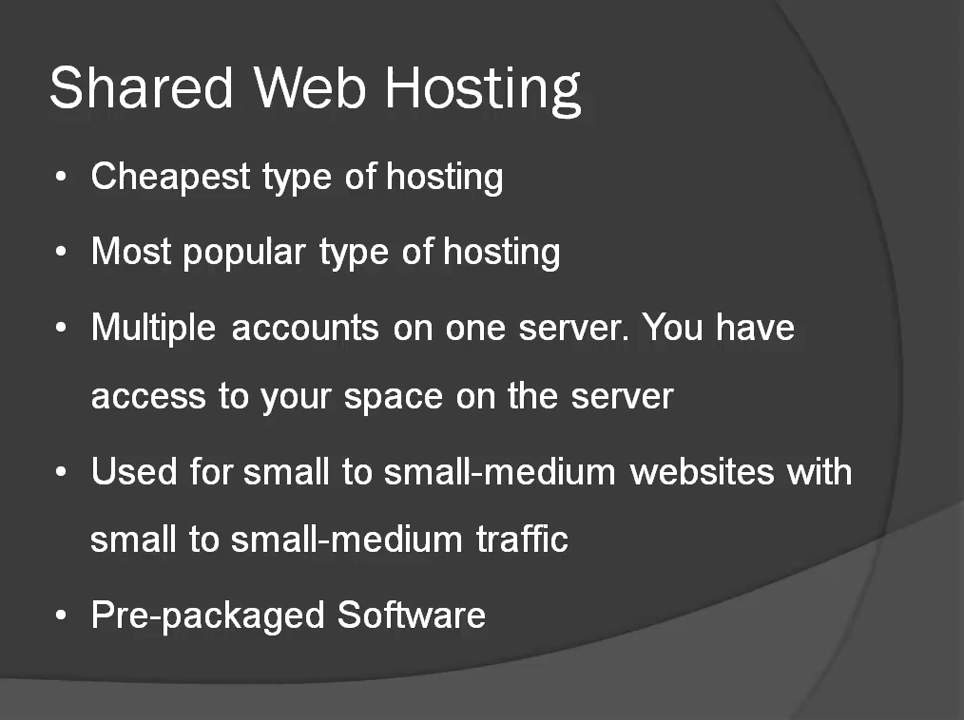 Shared Web Hosting
• Cheapest type of hosting
• Most popular type of hosting
• Multiple accounts on one server. You have
access to your space on the server
• Used for small to small-medium websites with
small to small-medium traffic
• Pre-packaged Software